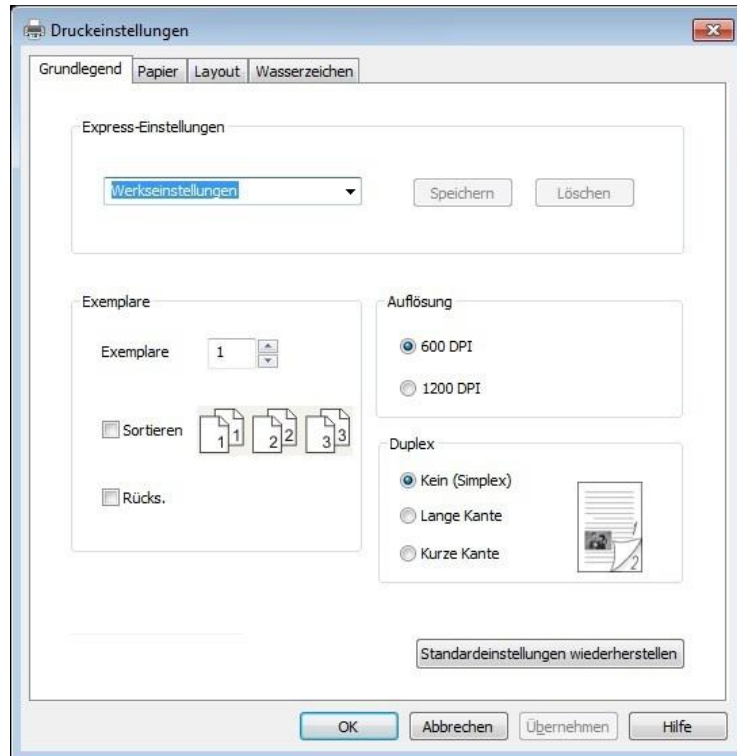 Druckeinstellungen
Grundlegend Papier Layout Wasserzeichen
Express-Einstellungen
Werkseinstellungen Speichern Löschen
Exemplare
Exemplare 1
Sortieren 1 1 2 2 3 3
Rücks.
Auflösung
600 DPI
1200 DPI
Duplex
Kein (Simplex)
Lange Kante
Kurze Kante
1
2
Standardeinstellungen wiederherstellen
OK Abbrechen Übernehmen Hilfe